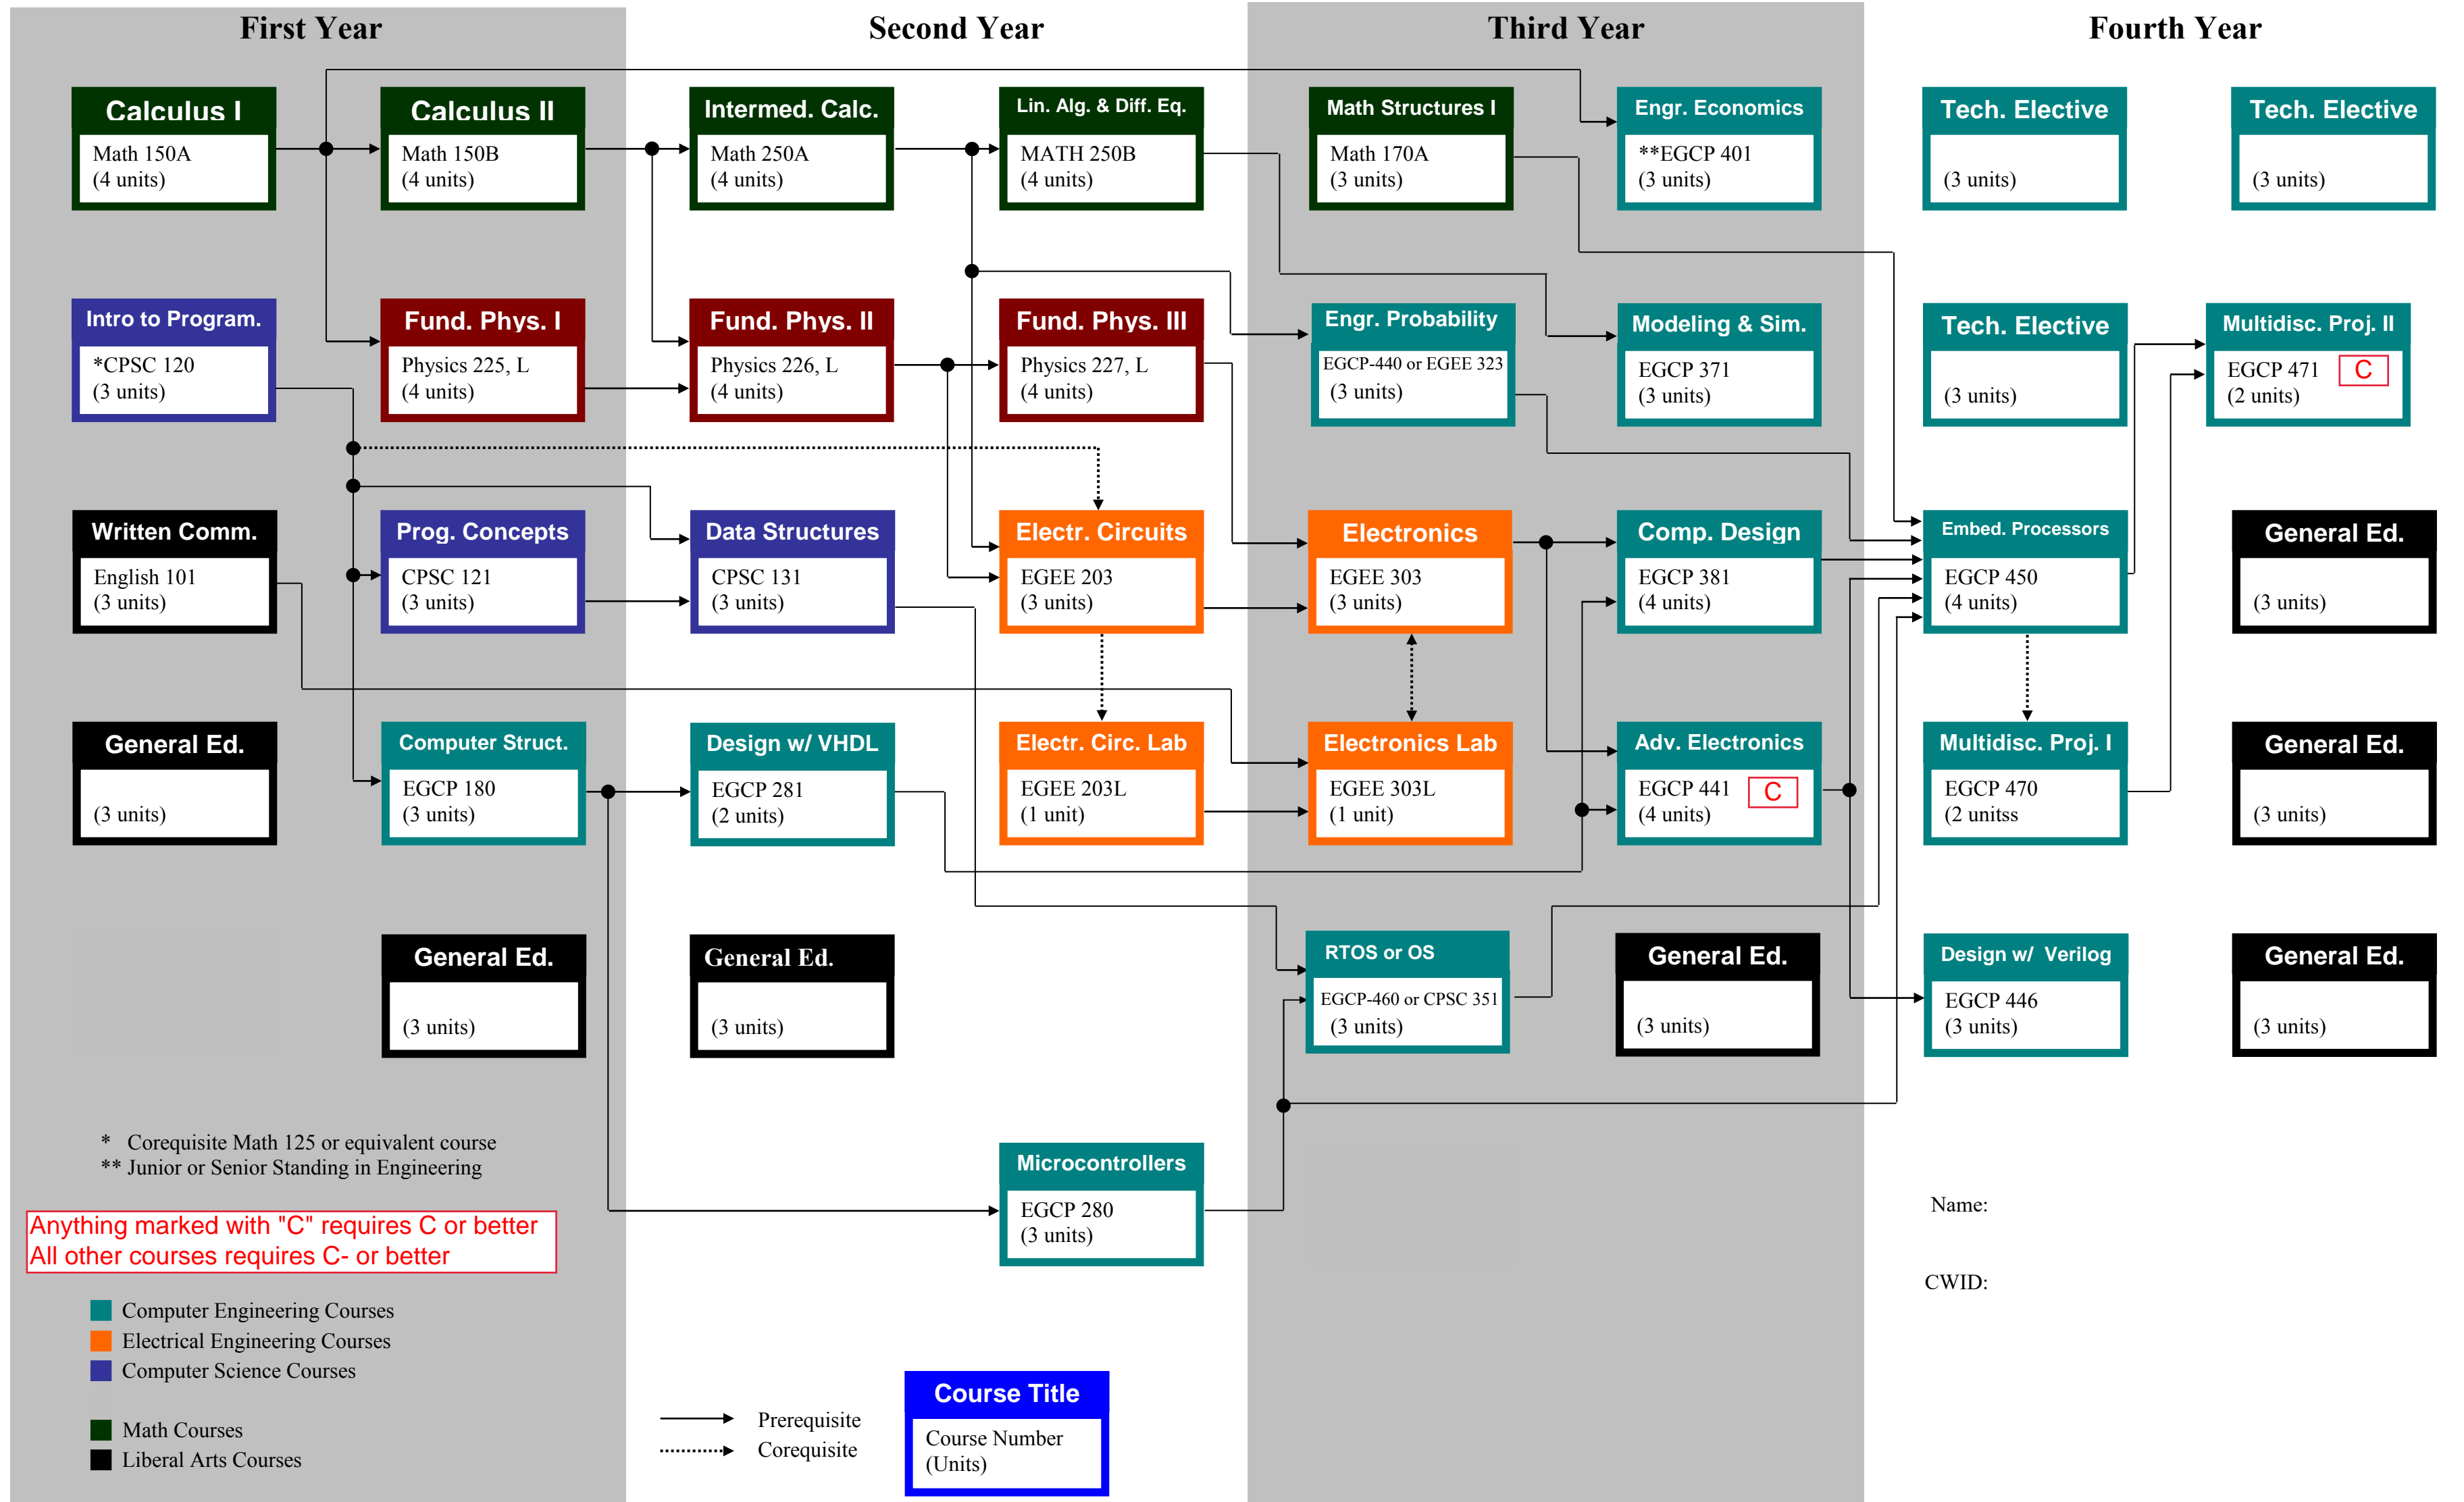 First Year
Second Year
Third Year
Fourth Year
Calculus I
Math 150A
(4 units)
Calculus II
Math 150B
(4 units)
Intermed. Calc.
Math 250A
(4 units)
Lin. Alg. & Diff. Eq.
MATH 250B
(4 units)
Math Structures I
Math 170A
(3 units)
Engr. Economics
**EGCP 401
(3 units)
Tech. Elective
(3 units)
Tech. Elective
(3 units)
Intro to Program.
*CPSC 120
(3 units)
Fund. Phys. I
Physics 225, L
(4 units)
Fund. Phys. II
Physics 226, L
(4 units)
Fund. Phys. III
Physics 227, L
(4 units)
Engr. Probability
EGCP-440 or EGEE 323
(3 units)
Modeling & Sim.
EGCP 371
(3 units)
Tech. Elective
(3 units)
Multidisc. Proj. II
EGCP 471 C
(2 units)
Written Comm.
English 101
(3 units)
Prog. Concepts
CPSC 121
(3 units)
Data Structures
CPSC 131
(3 units)
Electr. Circuits
EGEE 203
(3 units)
Electronics
EGEE 303
(3 units)
Comp. Design
EGCP 381
(4 units)
Embed. Processors
EGCP 450
(4 units)
General Ed.
(3 units)
General Ed.
(3 units)
Computer Struct.
EGCP 180
(3 units)
Design w/ VHDL
EGCP 281
(2 units)
Electr. Circ. Lab
EGEE 203L
(1 unit)
Electronics Lab
EGEE 303L
(1 unit)
Adv. Electronics
EGCP 441 C
(4 units)
Multidisc. Proj. I
EGCP 470
(2 unitss
General Ed.
(3 units)
General Ed.
(3 units)
General Ed.
(3 units)
RTOS or OS
EGCP-460 or CPSC 351
(3 units)
General Ed.
(3 units)
Design w/ Verilog
EGCP 446
(3 units)
General Ed.
(3 units)
* Corequisite Math 125 or equivalent course
** Junior or Senior Standing in Engineering
Microcontrollers
EGCP 280
(3 units)
Name:
CWID:
Anything marked with "C" requires C or better
All other courses requires C- or better
Computer Engineering Courses
Electrical Engineering Courses
Computer Science Courses
Math Courses
Liberal Arts Courses
Prerequisite
Corequisite
Course Title
Course Number
(Units)